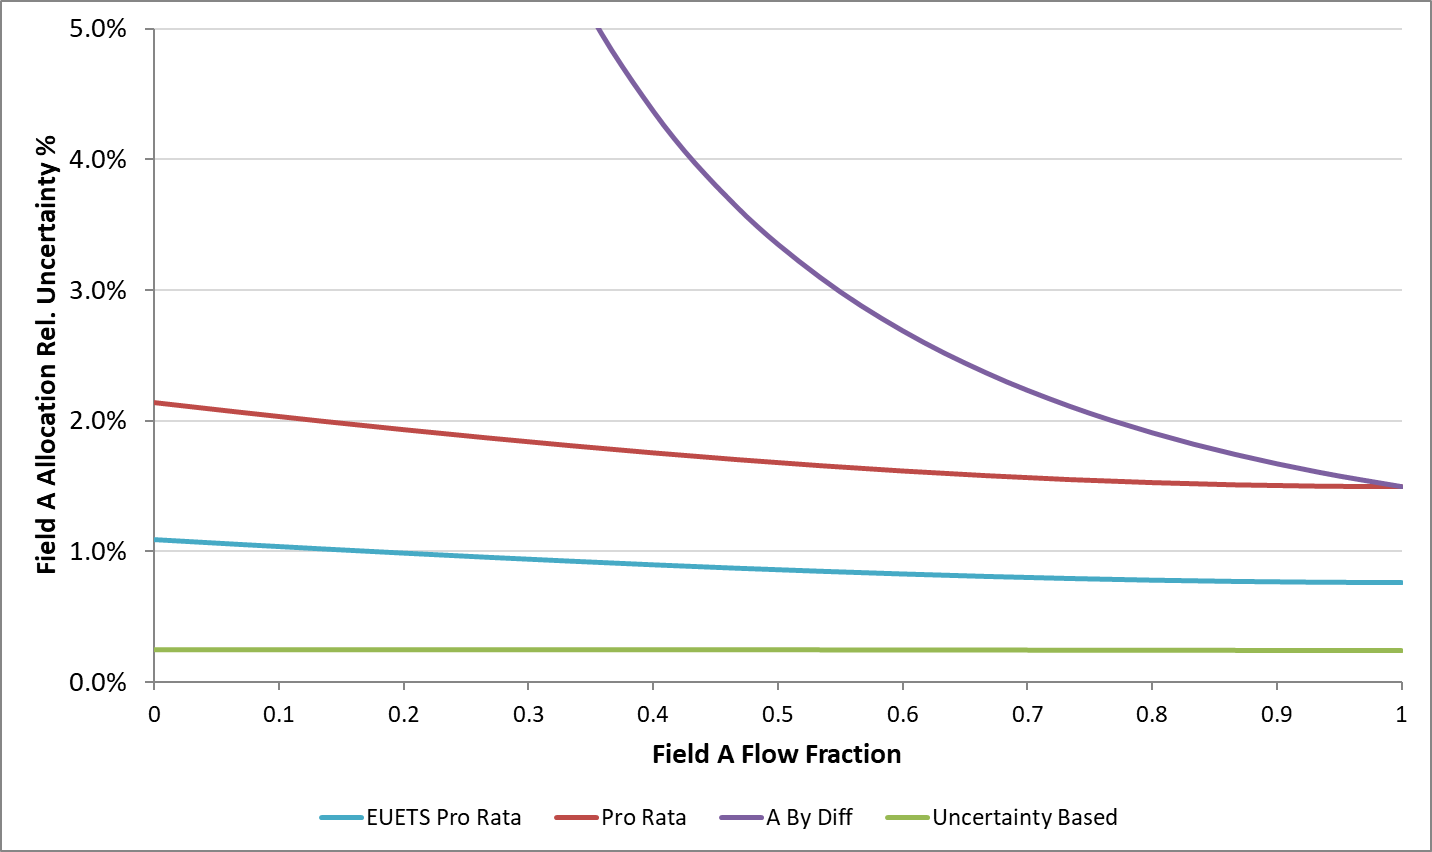 Field A Allocation Rel. Uncertainty %
5.0%
4.0%
3.0%
2.0%
1.0%
0.0%
0 0.1 0.2 0.3 0.4 0.5 0.6 0.7 0.8 0.9 1
Field A Flow Fraction
EUETS Pro Rata Pro Rata A By Diff Uncertainty Based